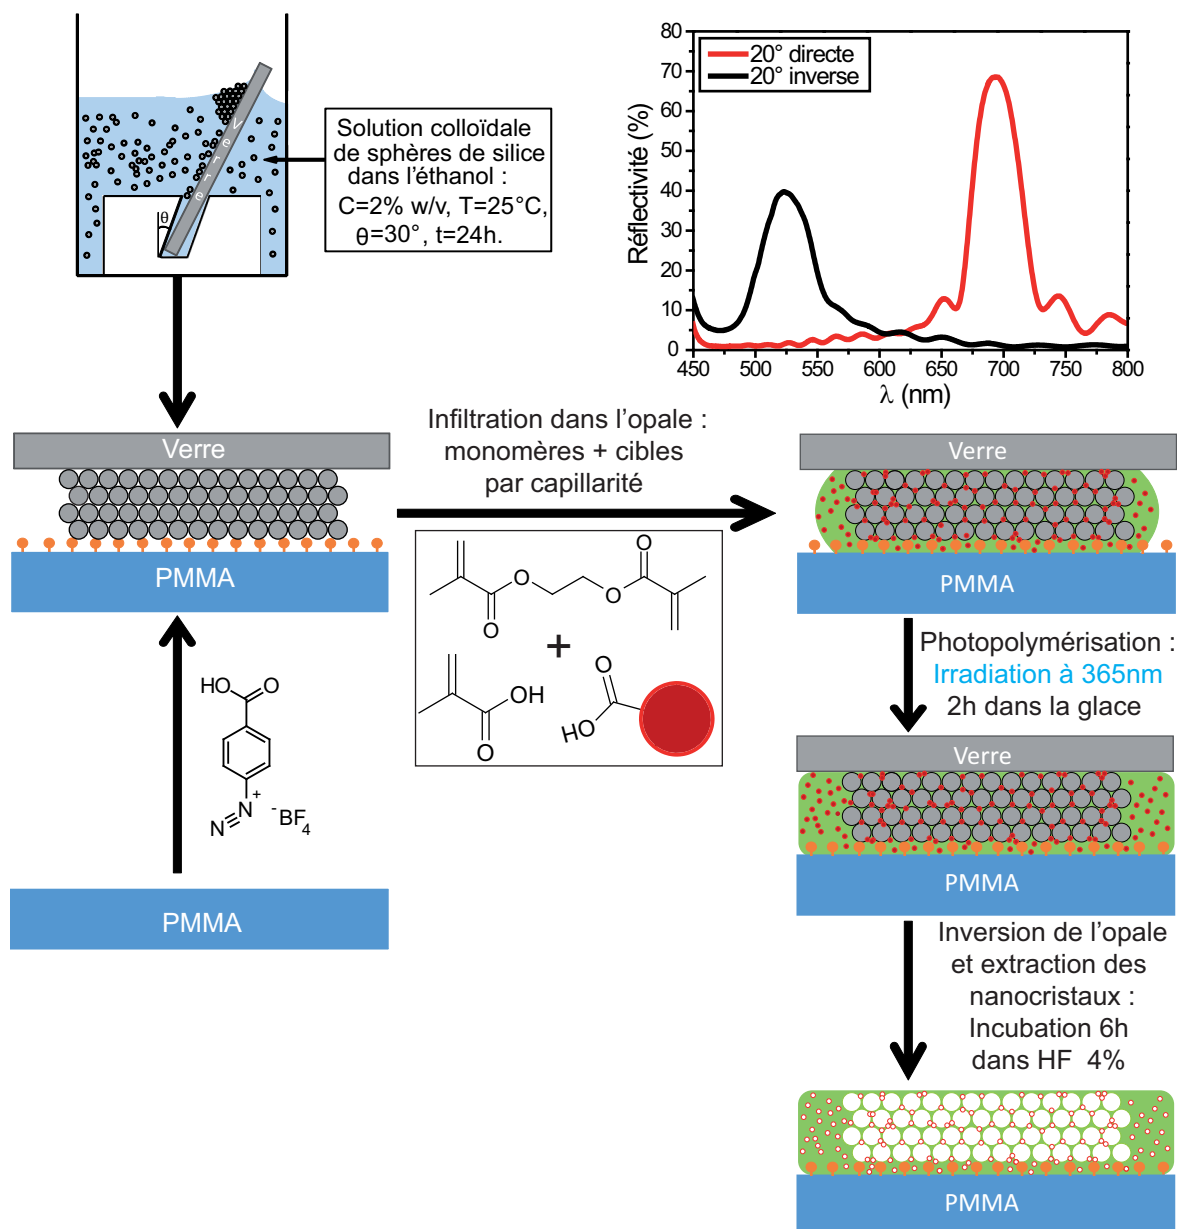 Verre
θ
Solution colloïdale
de sphères de silice
dans l'éthanol :
C=2% w/v, T=25°C,
θ=30°, t=24h.
80
70
60
50
40
30
20
10
0
Réflectivité (%)
20° directe
20° inverse
450 500 550 600 650 700 750 800
λ (nm)
Verre
PMMA
Infiltration dans l'opale :
monomères + cibles
par capillarité
O
O
O
O
+
OH
O
O
HO
Verre
PMMA
HO
O
N
+
N
-BF4
PMMA
Photopolymérisation :
Irradiation à 365nm
2h dans la glace
Verre
PMMA
Inversion de l'opale
et extraction des
nanocristaux :
Incubation 6h
dans HF 4%
PMMA